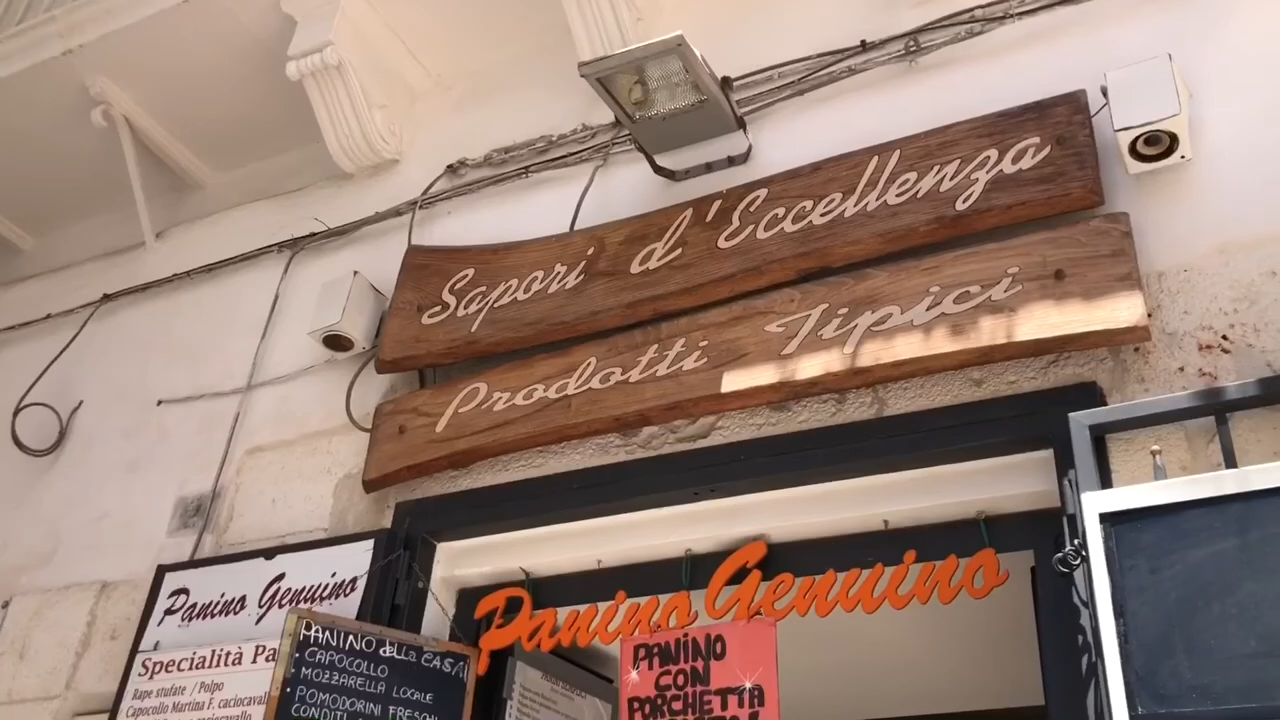 Sapori d'Eccellenza
Prodotti Tipici
Panino Genuino
Panino Genuino
Specialità Pa
Rape stufate / Polpo
Capocollo Martina F. caciocaval
PANINO della CASA
• CAPOCOLLO
• MOZZARELLA LOCALE
• POMODORINI FRESCHI
CONDITI
PANINO
CON
PORCHETTA